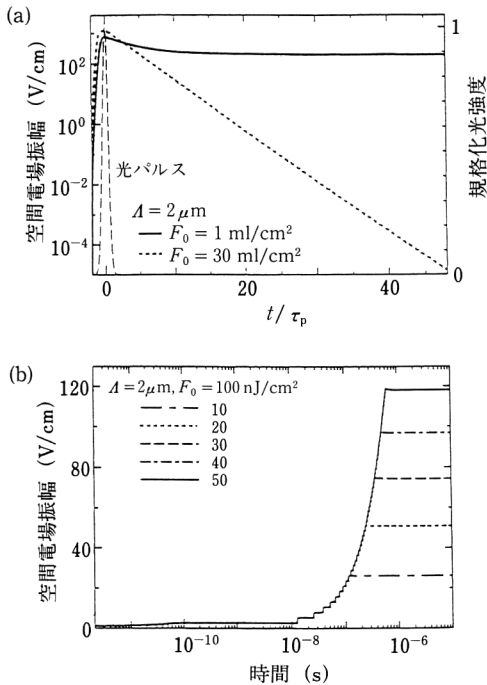 (a)
空間電場振幅 (V/cm)
10²
10⁰
10⁻²
10⁻⁴
光パルス
Λ = 2 μm
F₀ = 1 ml/cm²
F₀ = 30 ml/cm²
0
20
40
t/τₚ
1
0
規格化光強度
(b)
空間電場振幅 (V/cm)
120
80
40
0
Λ = 2μm, F₀ = 100 nJ/cm²
10
20
30
40
50
10⁻¹⁰
10⁻⁸
10⁻⁶
時間 (s)